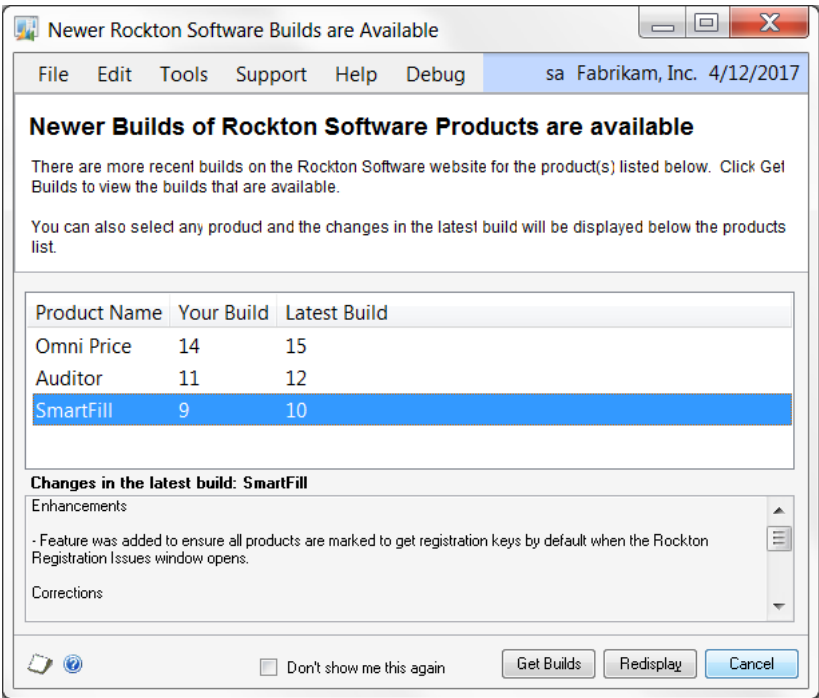 Newer Rockton Software Builds are Available
File Edit Tools Support Help Debug sa Fabrikam, Inc. 4/12/2017
Newer Builds of Rockton Software Products are available
There are more recent builds on the Rockton Software website for the product(s) listed below. Click Get
Builds to view the builds that are available.
You can also select any product and the changes in the latest build will be displayed below the products
list.
Product Name Your Build Latest Build
Omni Price 14 15
Auditor 11 12
SmartFill 9 10
Changes in the latest build: SmartFill
Enhancements
- Feature was added to ensure all products are marked to get registration keys by default when the Rockton
Registration Issues window opens.
Corrections
Don't show me this again Get Builds Redisplay Cancel